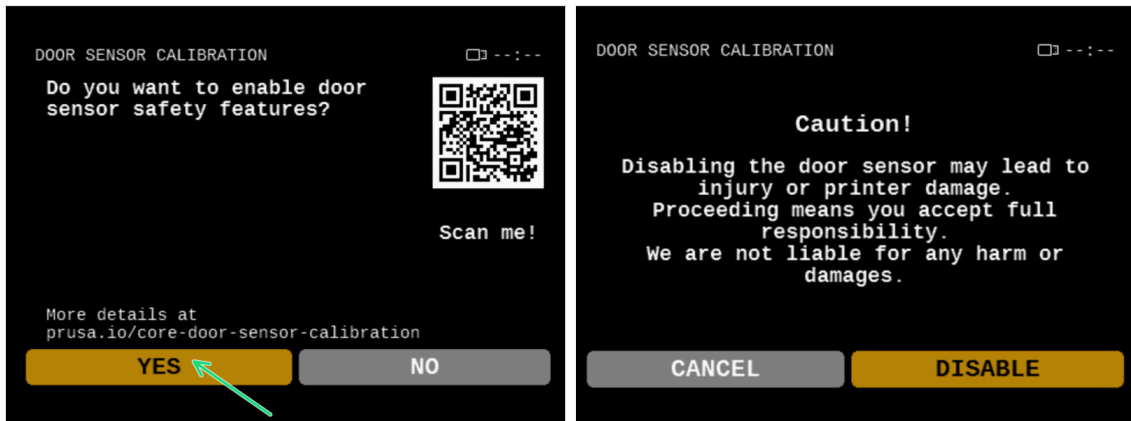 DOOR SENSOR CALIBRATION
--:--
Do you want to enable door
sensor safety features?
Scan me!
More details at
prusa.io/core-door-sensor-calibration
YES
NO
DOOR SENSOR CALIBRATION
--:--
Caution!
Disabling the door sensor may lead to
injury or printer damage.
Proceeding means you accept full
responsibility.
We are not liable for any harm or
damages.
CANCEL
DISABLE